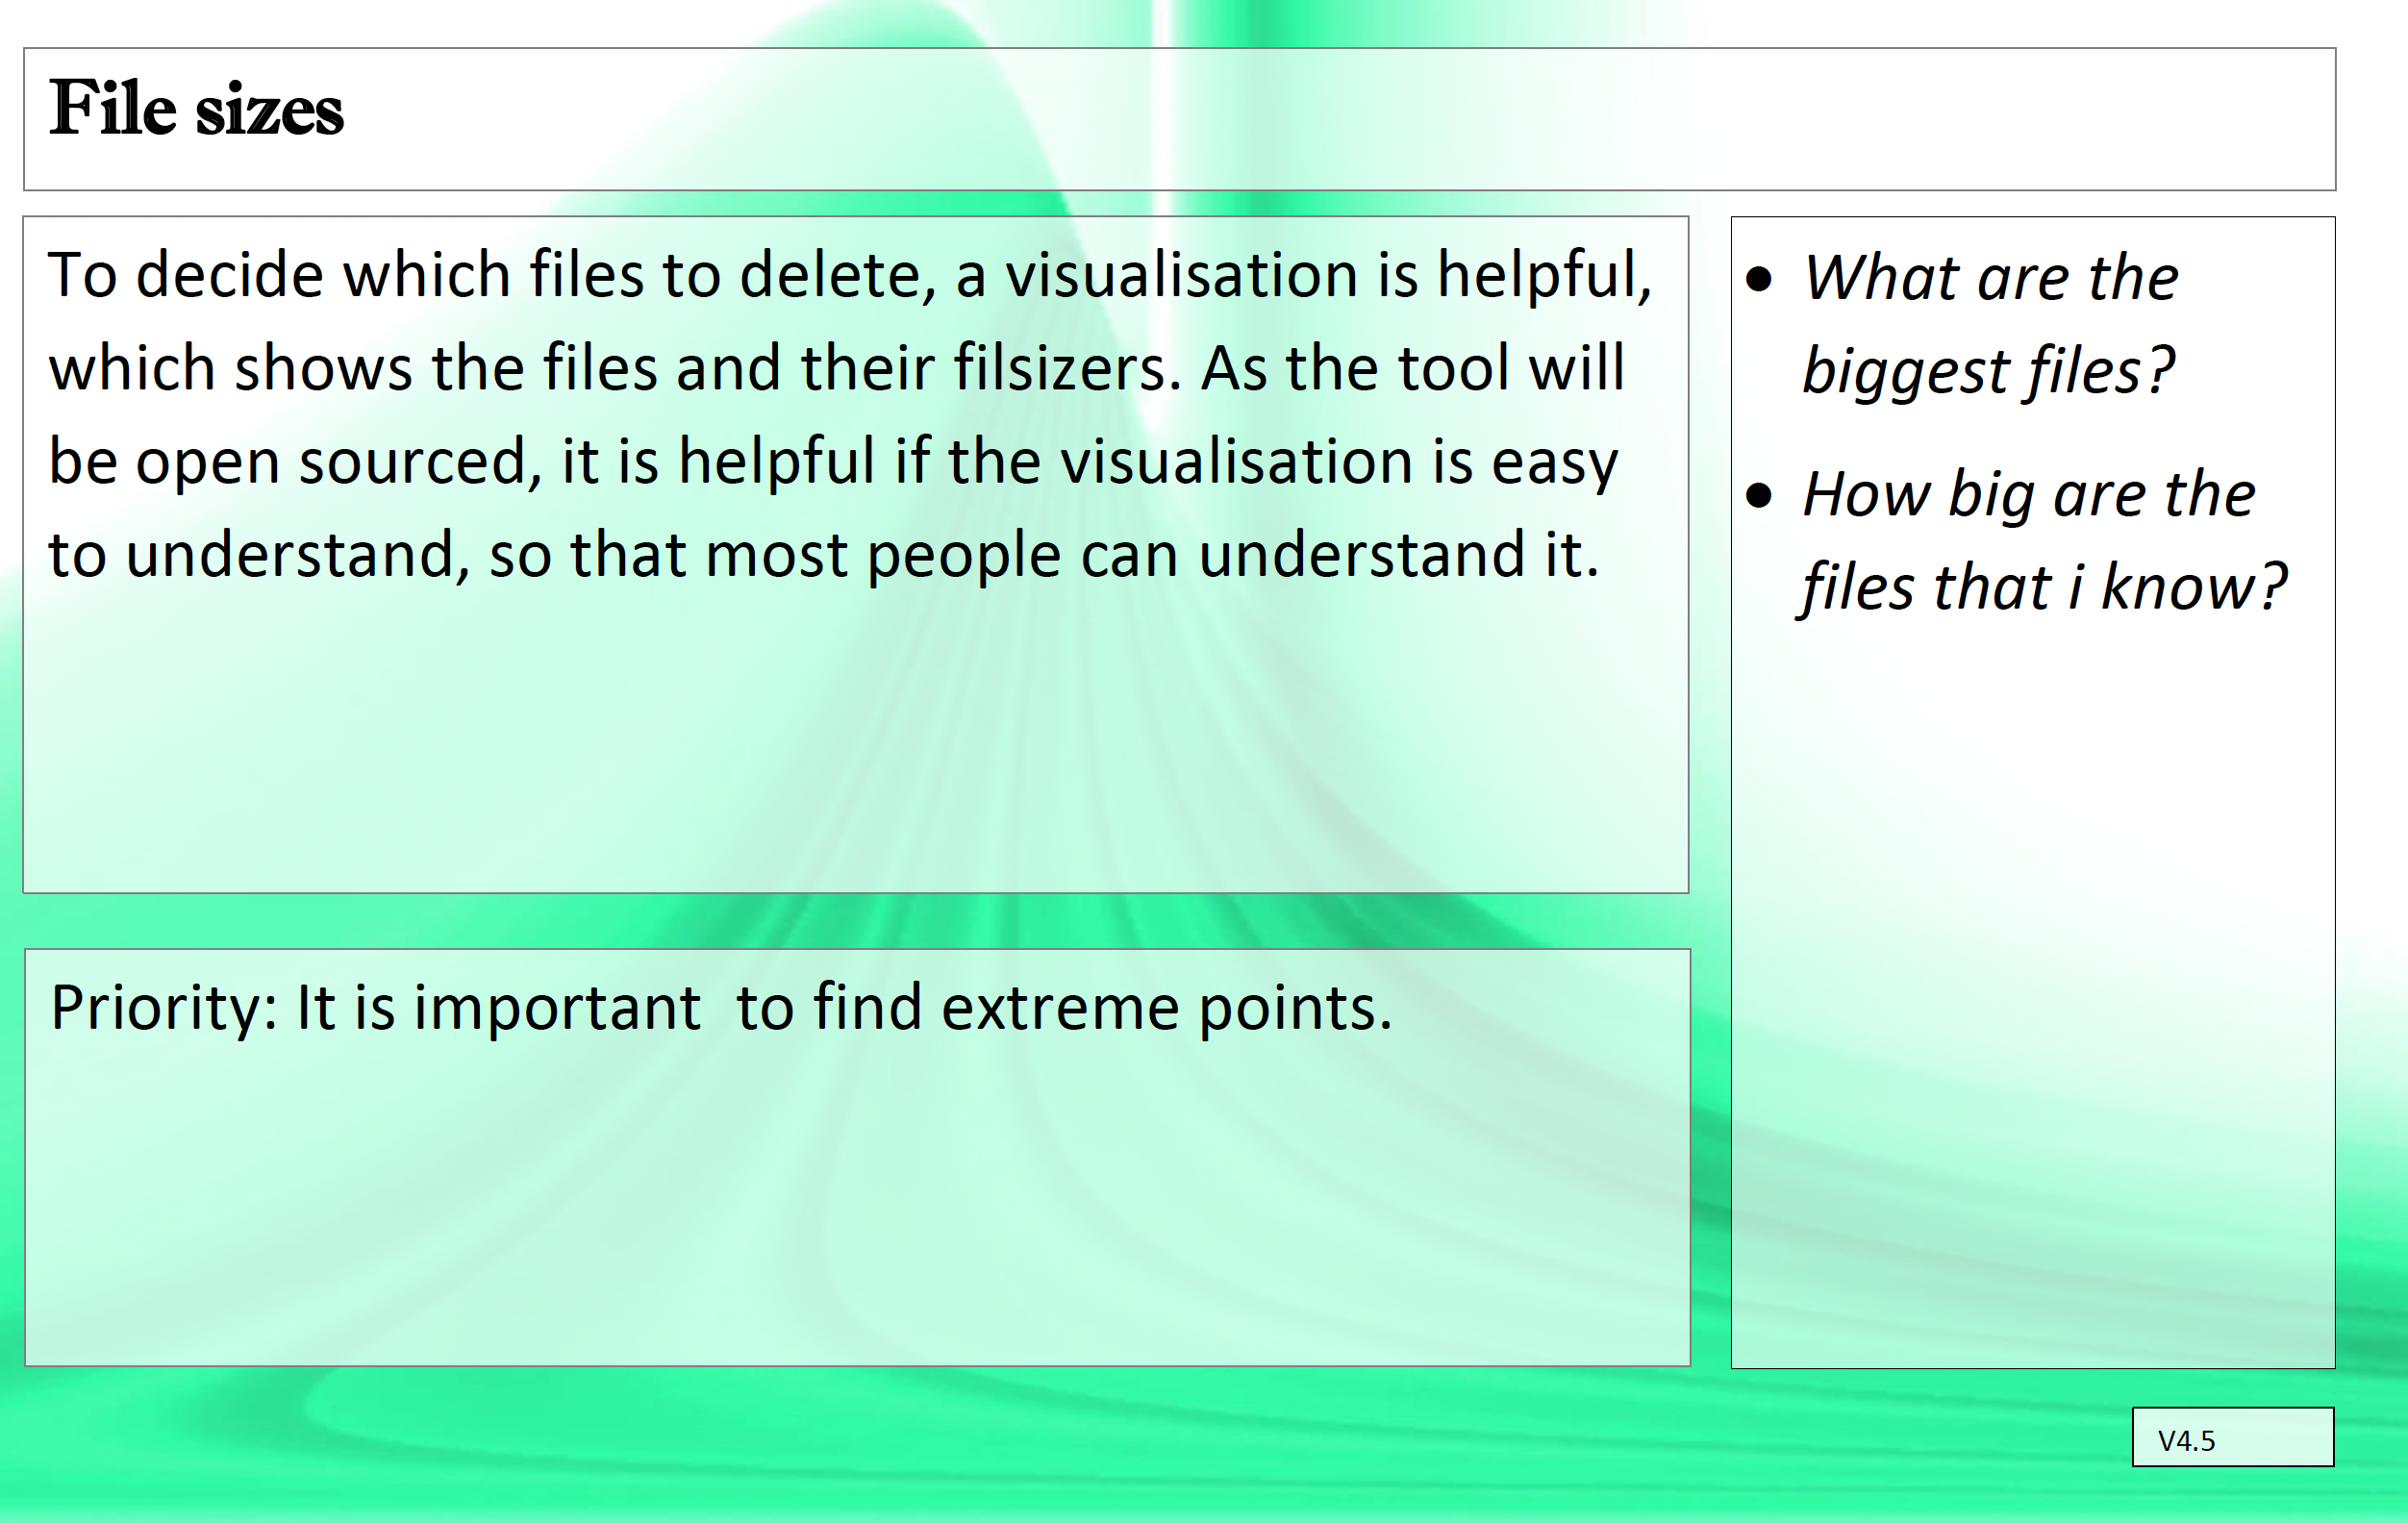 File sizes
To decide which files to delete, a visualisation is helpful,
which shows the files and their filsizers. As the tool will
be open sourced, it is helpful if the visualisation is easy
to understand, so that most people can understand it.
Priority: It is important  to find extreme points.
• What are the
biggest files?
• How big are the
files that i know?
V4.5